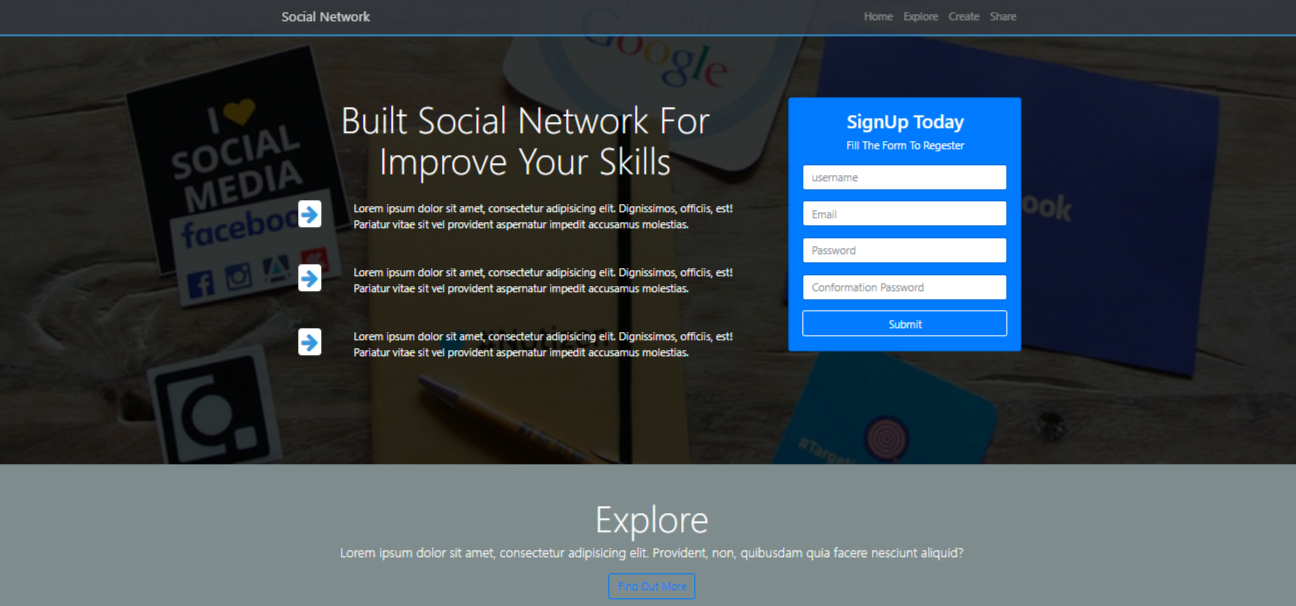 Social Network
Home Explore Create Share
Google
I
SOCIAL
MEDIA
facebook
Built Social Network For
Improve Your Skills
Lorem ipsum dolor sit amet, consectetur adipisicing elit. Dignissimos, officiis, est!
Pariatur vitae sit vel provident aspernatur impedit accusamus molestias.
Lorem ipsum dolor sit amet, consectetur adipisicing elit. Dignissimos, officiis, est!
Pariatur vitae sit vel provident aspernatur impedit accusamus molestias.
Lorem ipsum dolor sit amet, consectetur adipisicing elit. Dignissimos, officiis, est!
Pariatur vitae sit vel provident aspernatur impedit accusamus molestias.
SignUp Today
Fill The Form To Regester
username
Email
Password
Conformation Password
Submit
ook
Explore
Lorem ipsum dolor sit amet, consectetur adipisicing elit. Provident, non, quibusdam quia facere nesciunt aliquid?
Find Out More